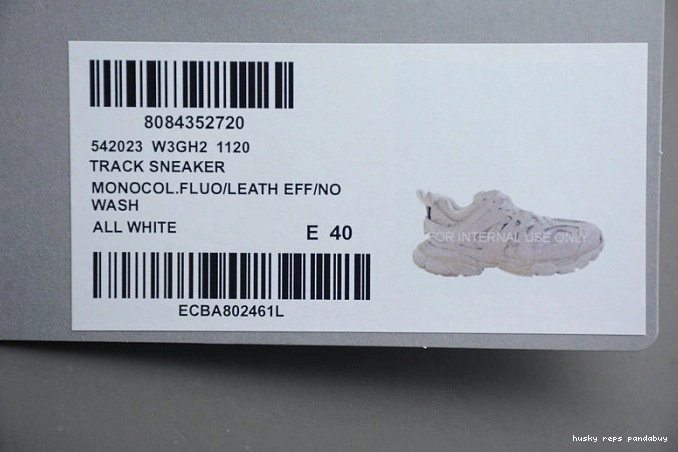 8084352720
542023 W3GH2 1120
TRACK SNEAKER
MONOCOL.FLUO/LEATH EFF/NO
WASH
ALL WHITE
E 40
FOR INTERNAL USE ONLY
ECBA802461L
husky reps pandabuy